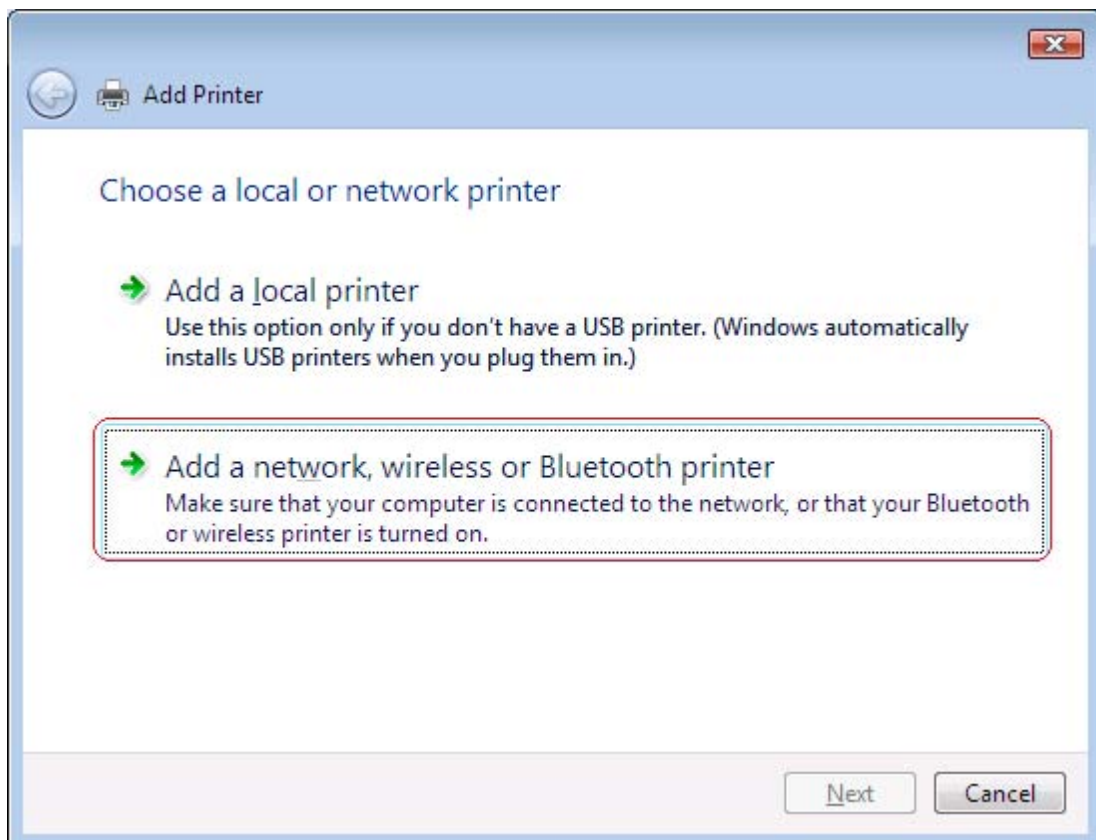 Add Printer
Choose a local or network printer
Add a local printer
Use this option only if you don't have a USB printer. (Windows automatically
installs USB printers when you plug them in.)
Add a network, wireless or Bluetooth printer
Make sure that your computer is connected to the network, or that your Bluetooth
or wireless printer is turned on.
Next
Cancel